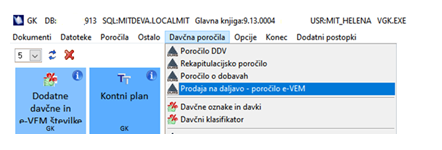 GK DB: _913 SQL:MITDEVA.LOCALMIT Glavna knjiga:9.13.0004 USR:MIT_HELENA VGK.EXE
Dokumenti Datoteke Poročila Ostalo Davčna poročila Opcije Konec Dodatni postopki
5
Poročilo DDV
Rekapitulacijsko poročilo
Poročilo o dobavah
Prodaja na daljavo - poročilo e-VEM
Davčne oznake in davki
Davčni klasifikator
Dodatne
davčne in
e-VEM številke
GK
Kontni plan
GK